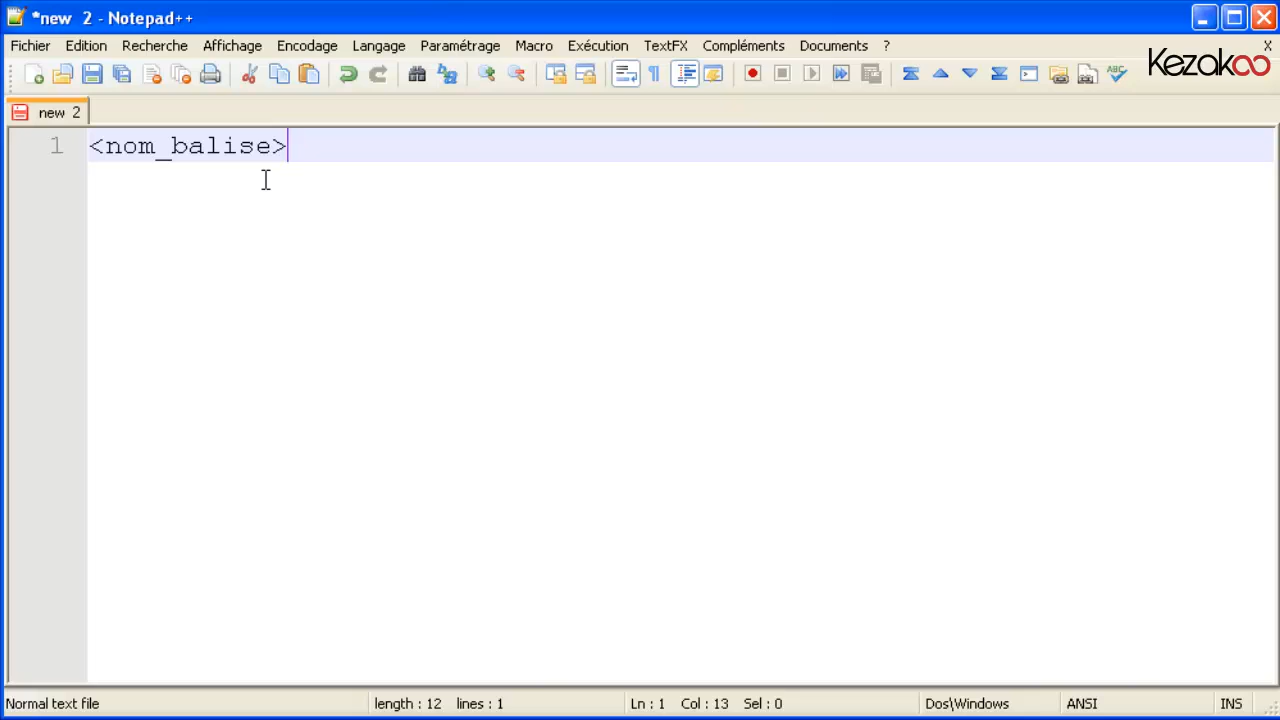 *new 2 - Notepad++
Fichier Edition Recherche Affichage Encodage Langage Paramétrage Macro Exécution TextFX Compléments Documents ? X
Kezakoo
new 2
1 <nom_balise>
Normal text file length : 12 lines : 1 Ln : 1 Col : 13 Sel : 0 Dos\Windows ANSI INS